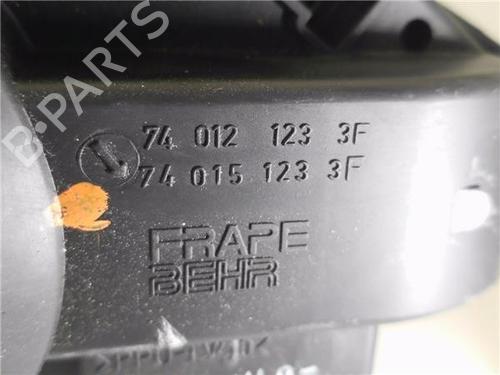 B-PARTS
74 012 123 3F
74 015 123 3F
FRAPE
BEHR